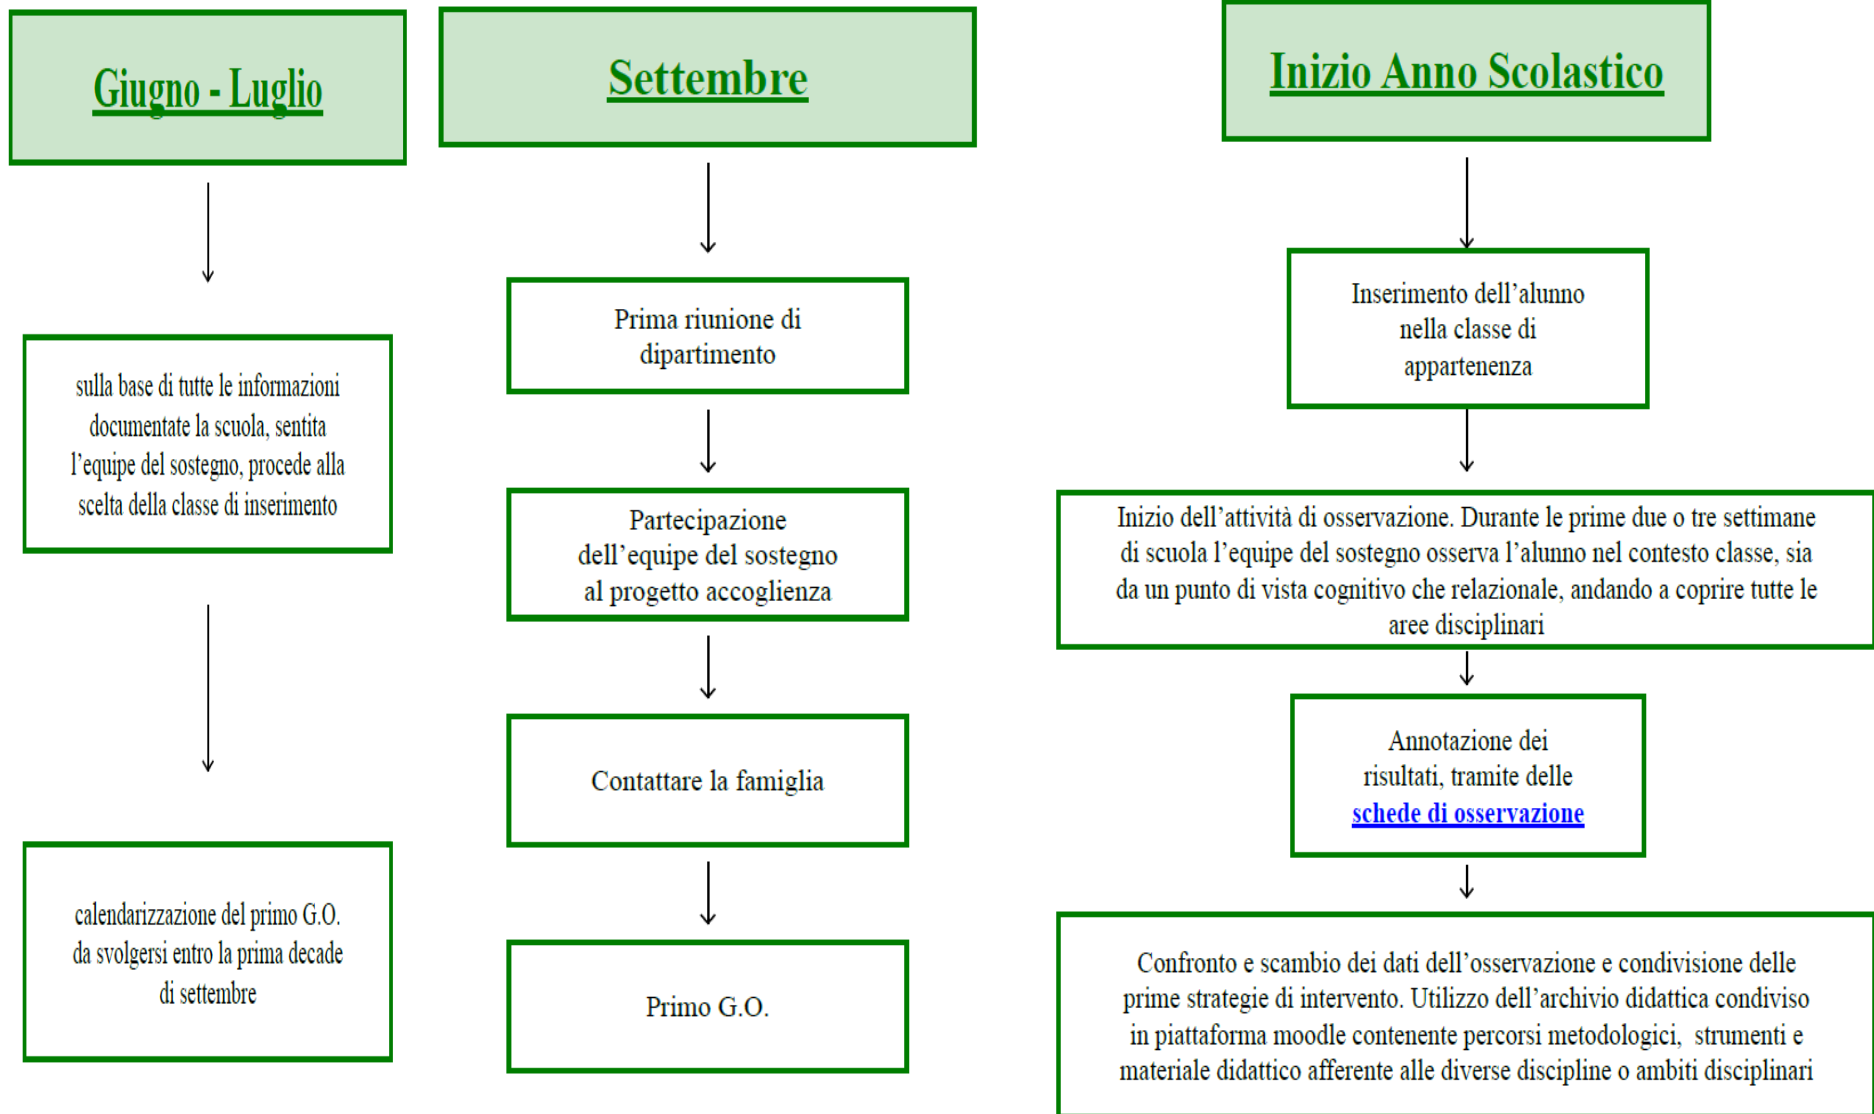 Giugno - Luglio
sulla base di tutte le informazioni
documentate la scuola, sentita
l'equipe del sostegno, procede alla
scelta della classe di inserimento
calendarizzazione del primo G.O.
da svolgersi entro la prima decade
di settembre
Settembre
Prima riunione di
dipartimento
Partecipazione
dell'equipe del sostegno
al progetto accoglienza
Contattare la famiglia
Primo G.O.
Inizio Anno Scolastico
Inserimento dell'alunno
nella classe di
appartenenza
Inizio dell'attività di osservazione. Durante le prime due o tre settimane
di scuola l'equipe del sostegno osserva l'alunno nel contesto classe, sia
da un punto di vista cognitivo che relazionale, andando a coprire tutte le
aree disciplinari
Annotazione dei
risultati, tramite delle
schede di osservazione
Confronto e scambio dei dati dell'osservazione e condivisione delle
prime strategie di intervento. Utilizzo dell'archivio didattica condiviso
in piattaforma moodle contenente percorsi metodologici, strumenti e
materiale didattico afferente alle diverse discipline o ambiti disciplinari